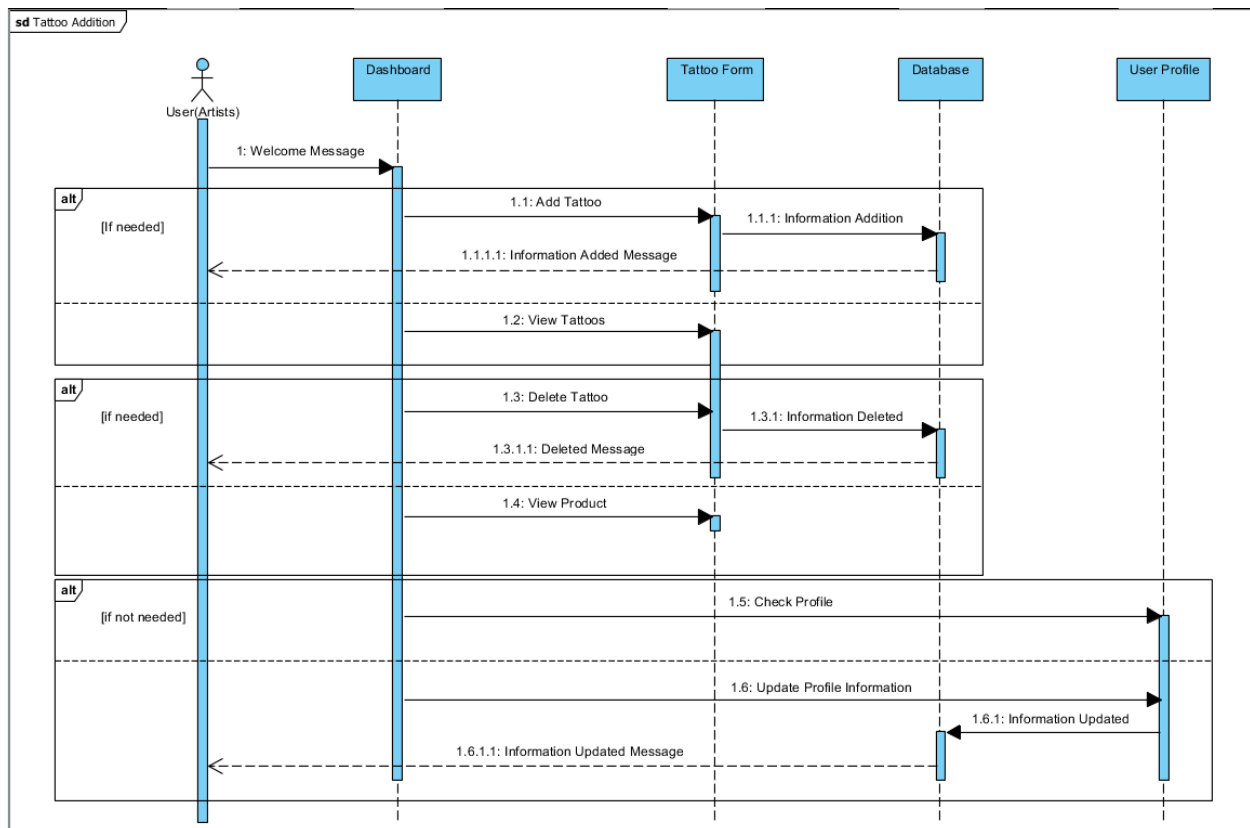 sd Tattoo Addition
User(Artists)
Dashboard
Tattoo Form
Database
User Profile
1: Welcome Message
alt
[If needed]
1.1: Add Tattoo
1.1.1: Information Addition
1.1.1.1: Information Added Message
1.2: View Tattoos
alt
[if needed]
1.3: Delete Tattoo
1.3.1: Information Deleted
1.3.1.1: Deleted Message
1.4: View Product
alt
[if not needed]
1.5: Check Profile
1.6: Update Profile Information
1.6.1: Information Updated
1.6.1.1: Information Updated Message